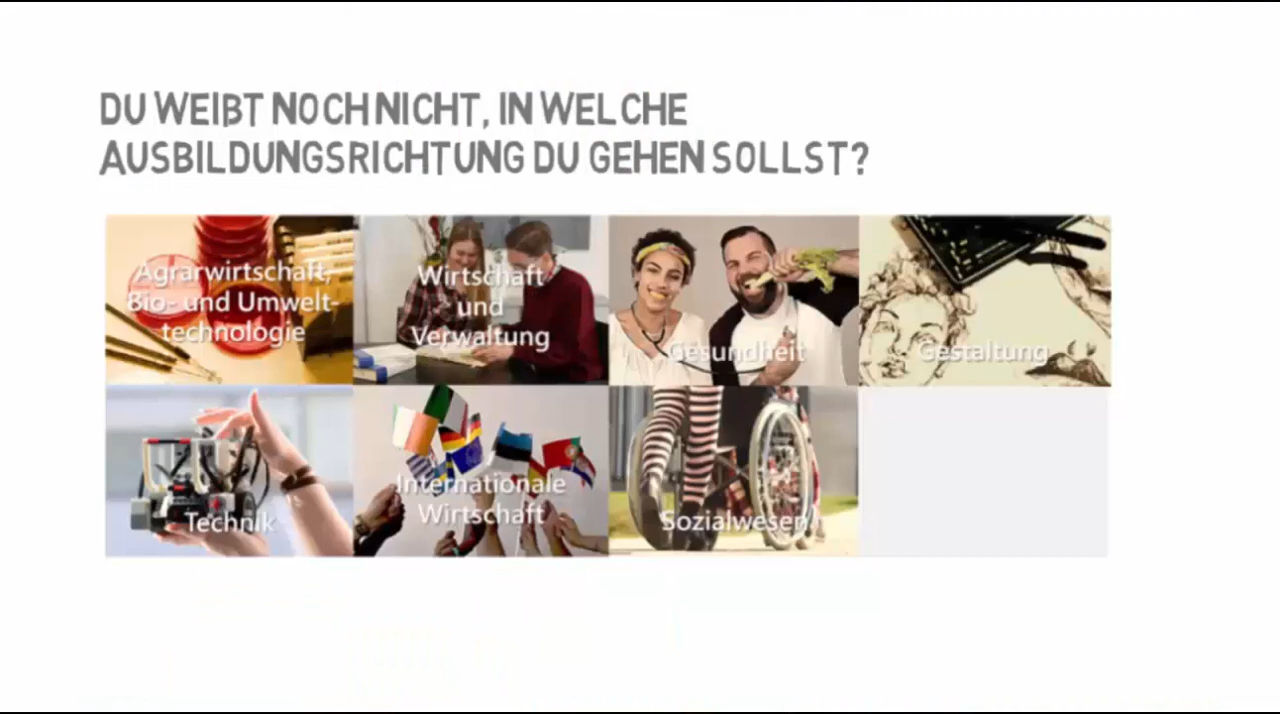 DU WEIßT NOCH NICHT, IN WELCHE
AUSBILDUNGSRICHTUNG DU GEHEN SOLLST?
Agrarwirtschaft,
Bio- und Umwelt-
technologie
Wirtschaft
und
Verwaltung
Gesundheit
Gestaltung
Technik
Internationale
Wirtschaft
Sozialwesen